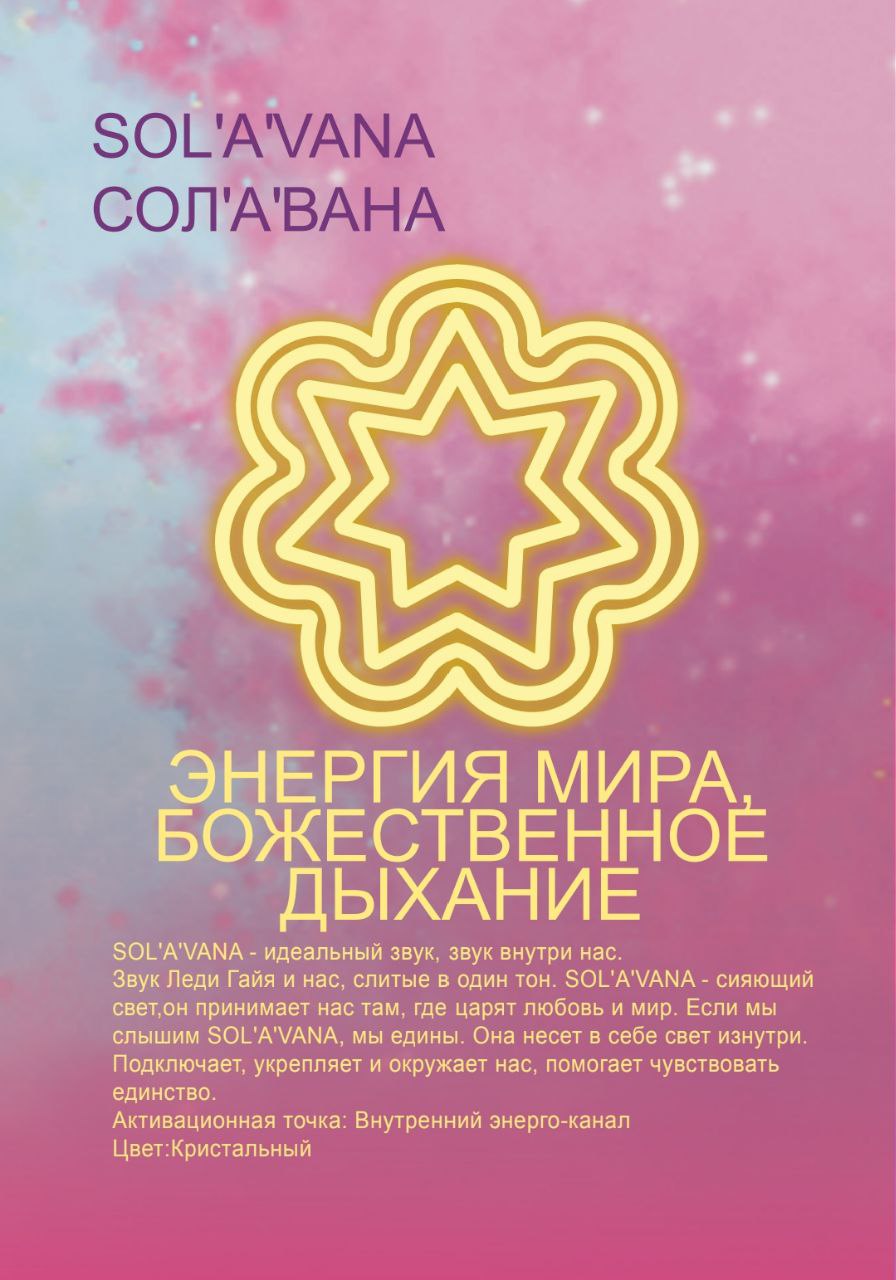 SOL'A'VANA
СОЛ'А'ВАНА
ЭНЕРГИЯ МИРА,
БОЖЕСТВЕННОЕ
ДЫХАНИЕ
SOL'A'VANA - идеальный звук, звук внутри нас.
Звук Леди Гайя и нас, слитые в один тон. SOL'A'VANA - сияющий
свет,он принимает нас там, где царят любовь и мир. Если мы
слышим SOL'A'VANA, мы едины. Она несет в себе свет изнутри.
Подключает, укрепляет и окружает нас, помогает чувствовать
единство.
Активационная точка: Внутренний энерго-канал
Цвет:Кристальный